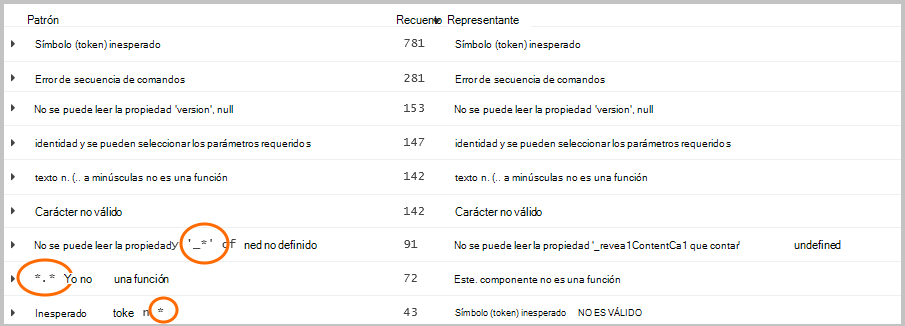 Patrón Recuento Representante
Símbolo (token) inesperado 781 Símbolo (token) inesperado
Error de secuencia de comandos 281 Error de secuencia de comandos
No se puede leer la propiedad 'version', null 153 No se puede leer la propiedad 'version', null
identidad y se pueden seleccionar los parámetros requeridos 147 identidad y se pueden seleccionar los parámetros requeridos
texto n. (.. a minúsculas no es una función 142 texto n. (.. a minúsculas no es una función
Carácter no válido 142 Carácter no válido
No se puede leer la propiedady '_*' of ned no definido 91 No se puede leer la propiedad '_revea1ContentCa1 que contar' undefined
*.* Yo no una función 72 Este. componente no es una función
Inesperado toke n * 43 Símbolo (token) inesperado NO ES VÁLIDO